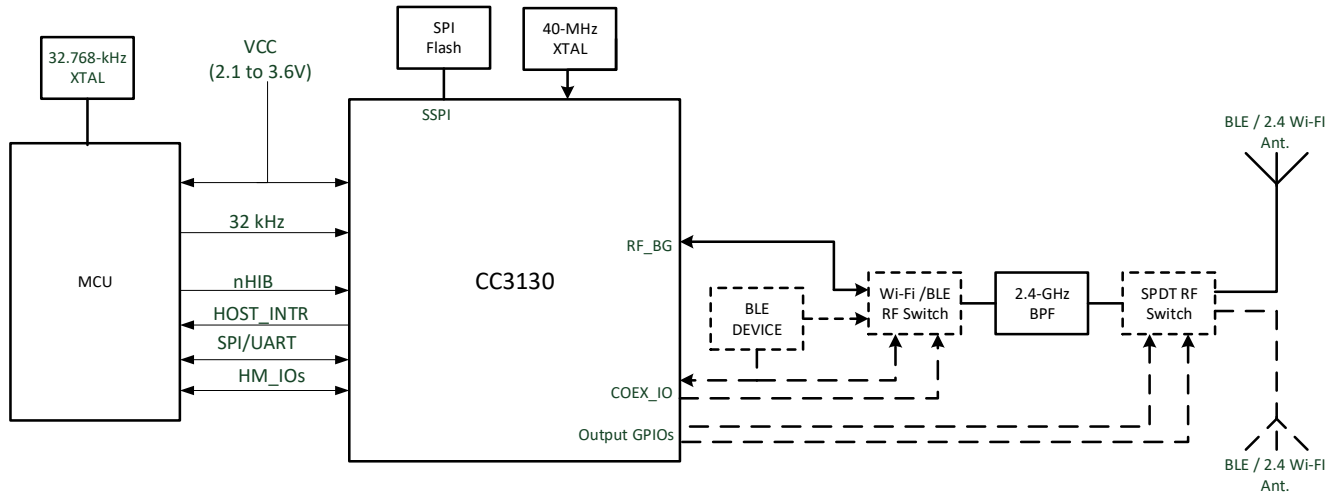 SPI
Flash
40-MHz
XTAL
32.768-kHz
XTAL
VCC
(2.1 to 3.6V)
SSPI
BLE / 2.4 Wi-FI
Ant.
32 kHz
RF_BG
MCU
nHIB
CC3130
Wi-Fi /BLE
RF Switch
2.4-GHz
BPF
SPDT RF
Switch
BLE
DEVICE
HOST_INTR
SPI/UART
HM_IOs
COEX_IO
Output GPIOs
BLE / 2.4 Wi-FI
Ant.